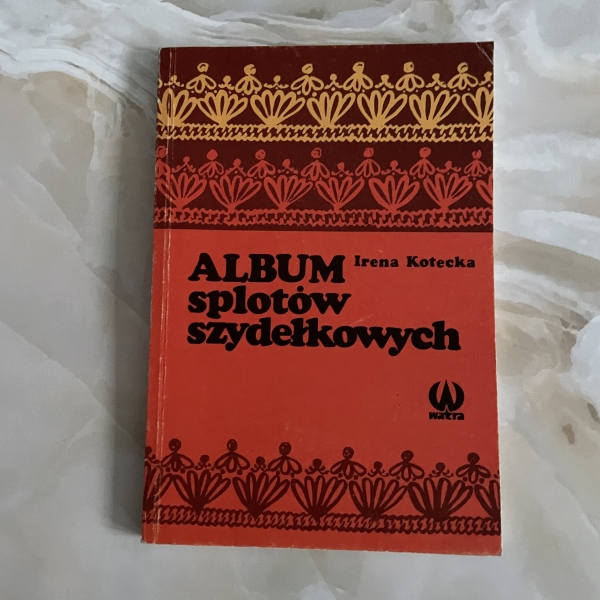 ALBUM
Irena Kotecka
splotów
szydełkowych
watra